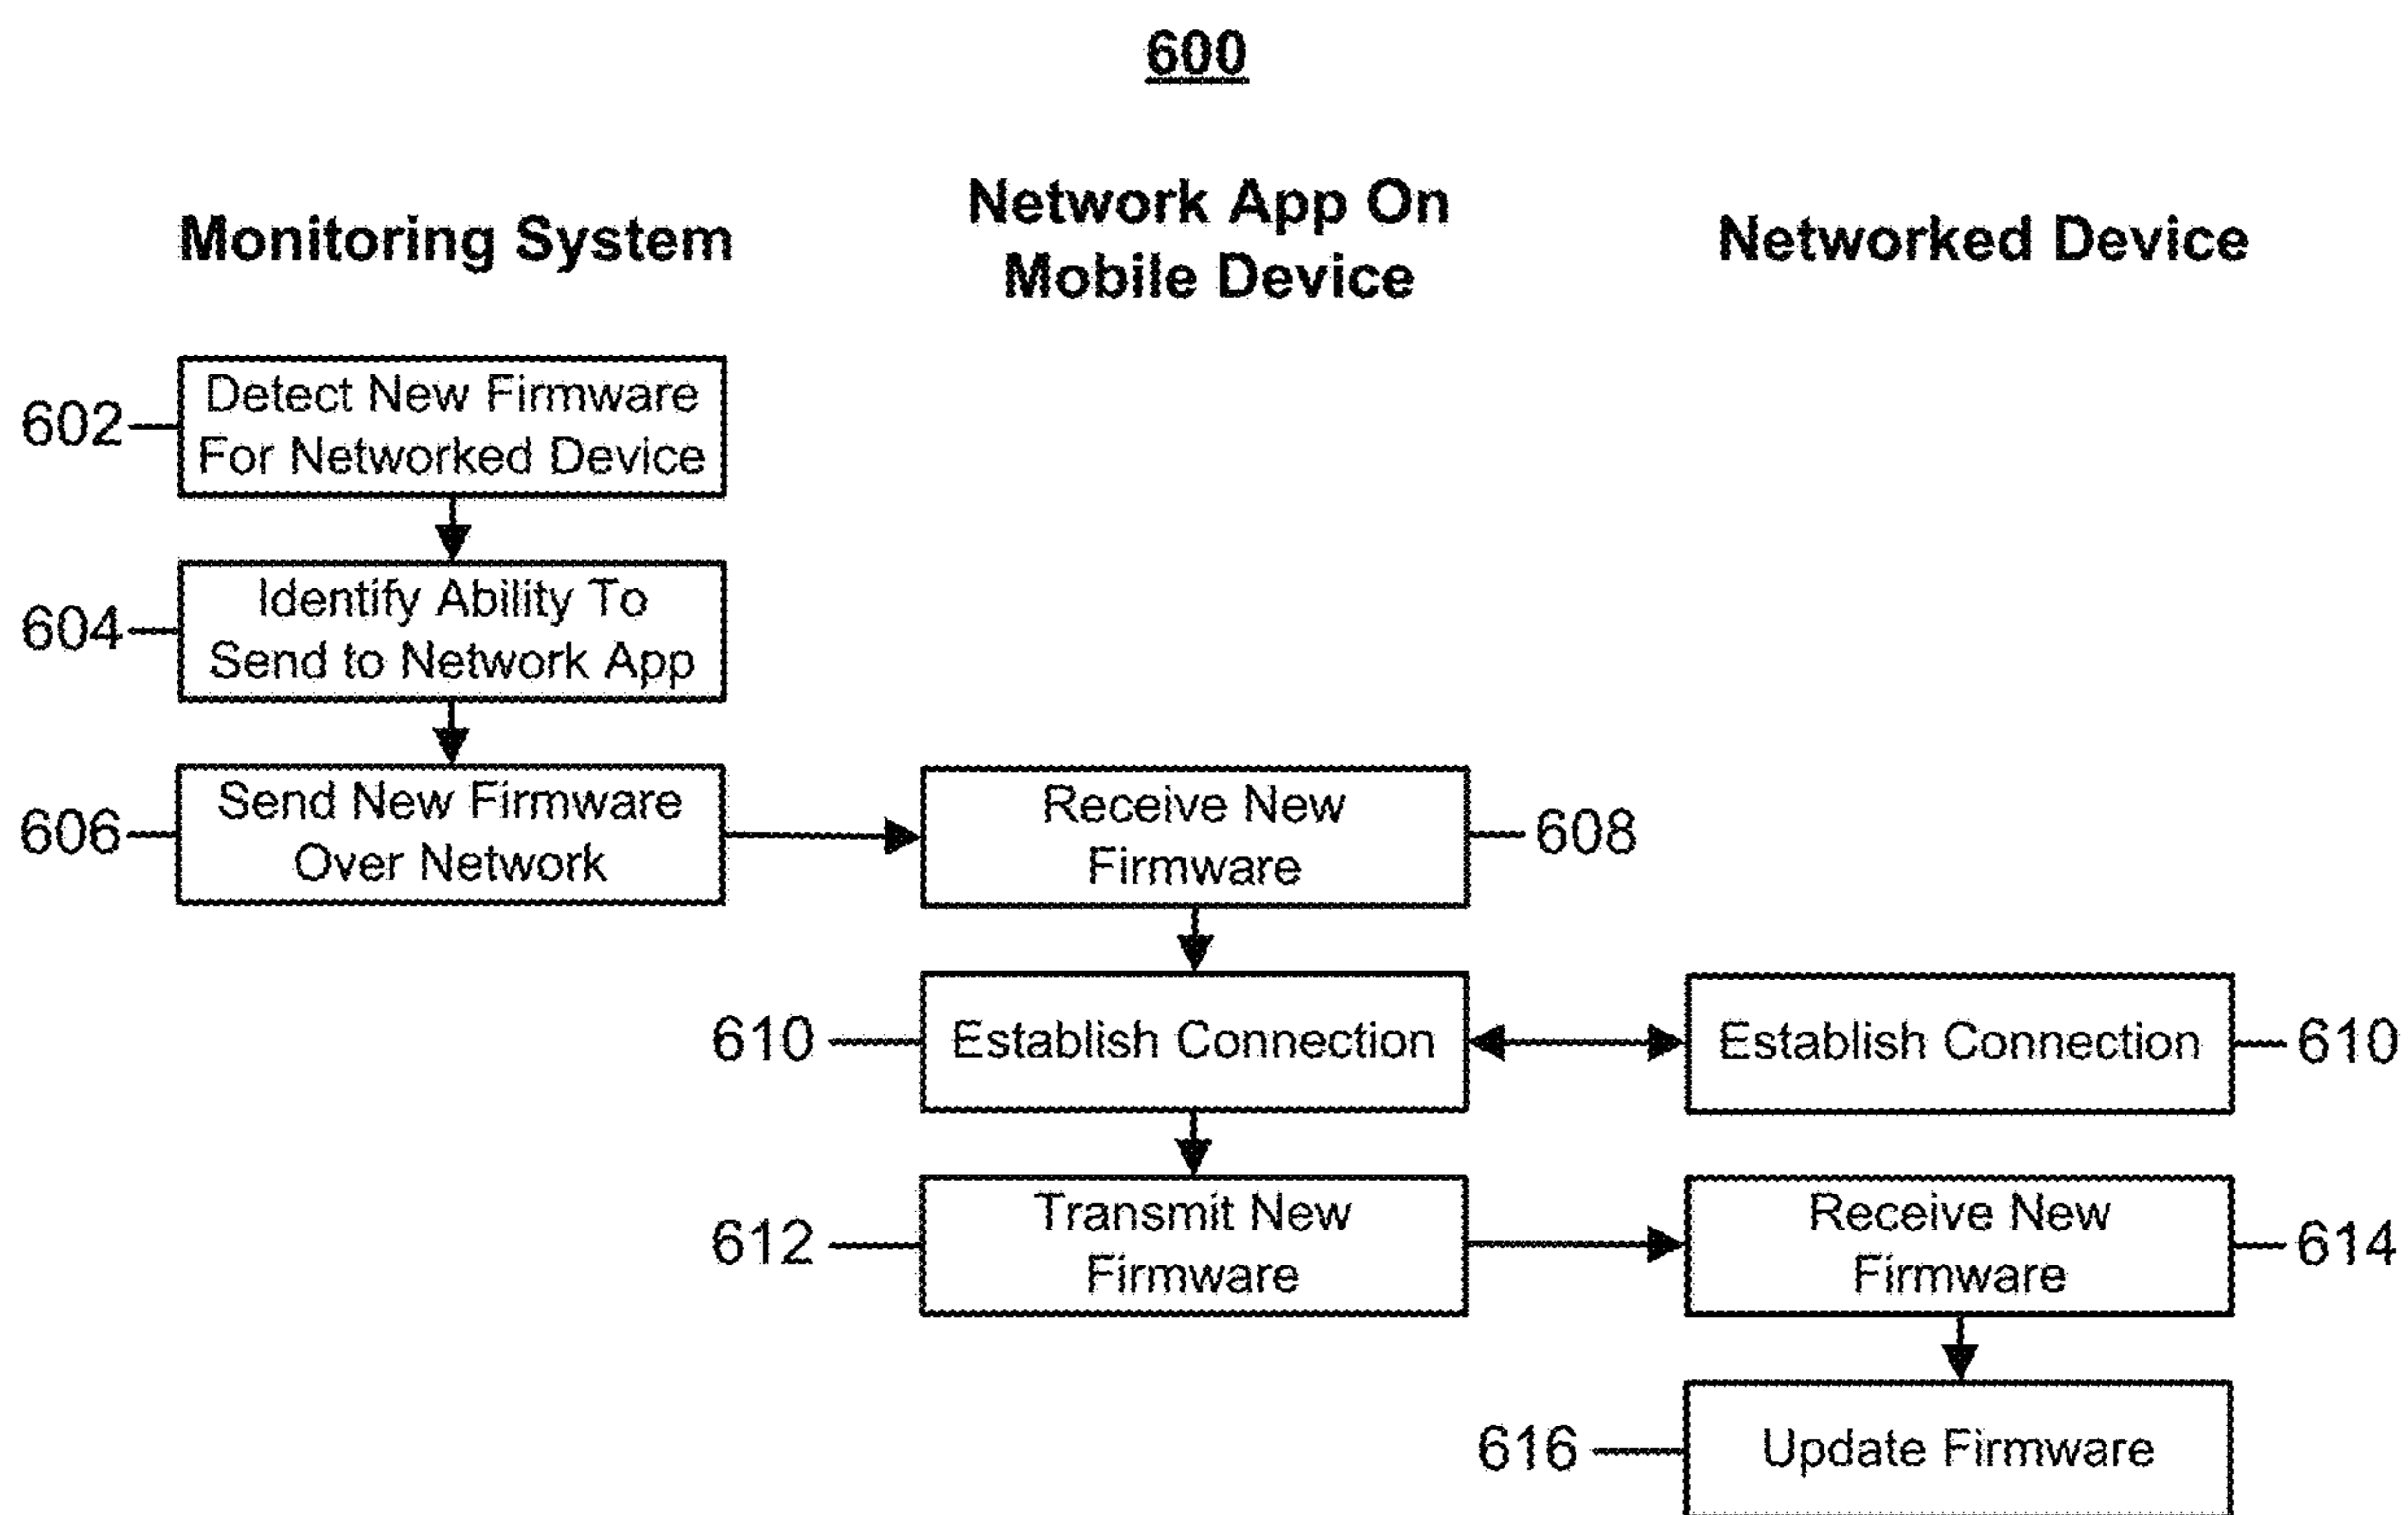 600
Monitoring System
Network App On
Mobile Device
Networked Device
602
Detect New Firmware
For Networked Device
604
Identify Ability To
Send to Network App
606
Send New Firmware
Over Network
Receive New
Firmware
608
610
Establish Connection
Establish Connection
610
612
Transmit New
Firmware
Receive New
Firmware
614
616
Update Firmware